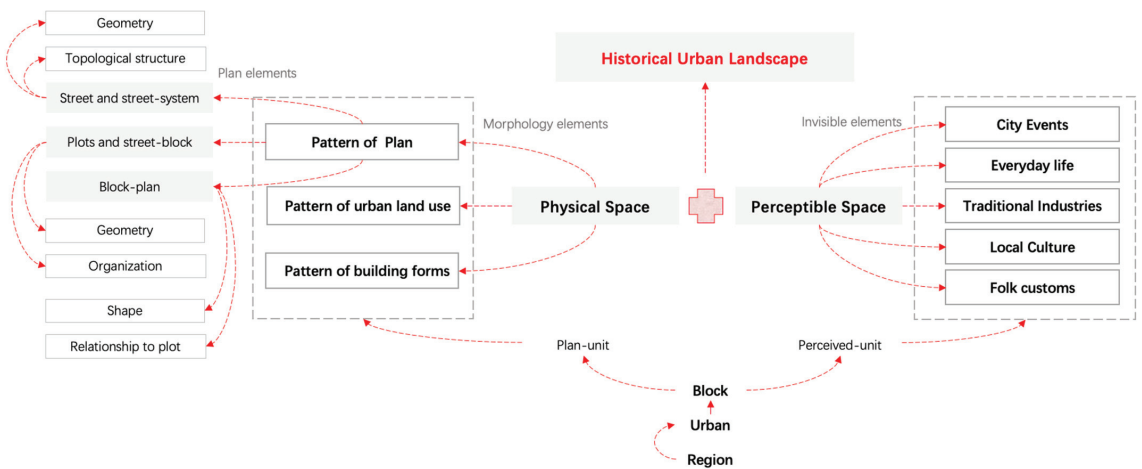 Geometry
Topological structure
Street and street-system
Plots and street-block
Block-plan
Geometry
Organization
Shape
Relationship to plot
Plan elements
Pattern of Plan
Pattern of urban land use
Pattern of building forms
Morphology elements
Historical Urban Landscape
Physical Space
Perceptible Space
Invisible elements
City Events
Everyday life
Traditional Industries
Local Culture
Folk customs
Plan-unit
Perceived-unit
Block
Urban
Region